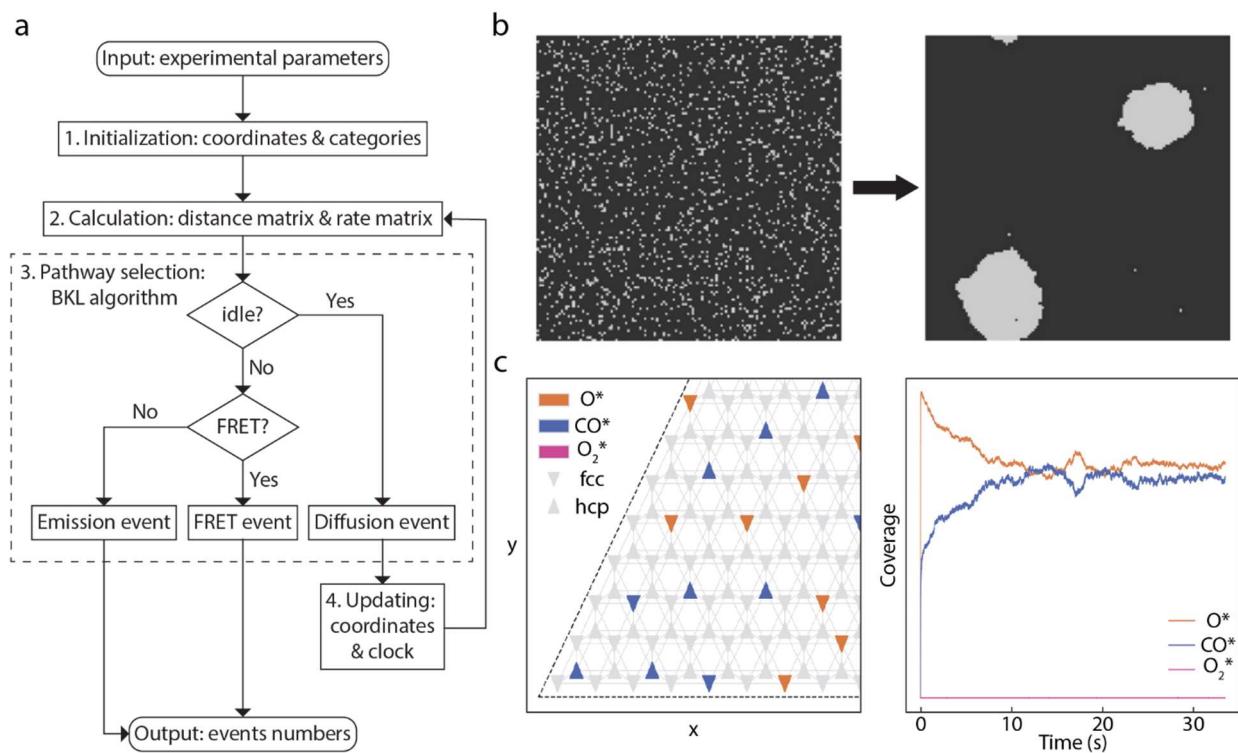 a
Input: experimental parameters
1. Initialization: coordinates & categories
2. Calculation: distance matrix & rate matrix
3. Pathway selection:
BKL algorithm
idle?
Yes
No
FRET?
No
Yes
Emission event
FRET event
Diffusion event
4. Updating:
coordinates
& clock
Output: events numbers
b
c
O*
CO*
O₂*
fcc
hcp
y
x
Coverage
O*
CO*
O₂*
0
10
20
30
Time (s)